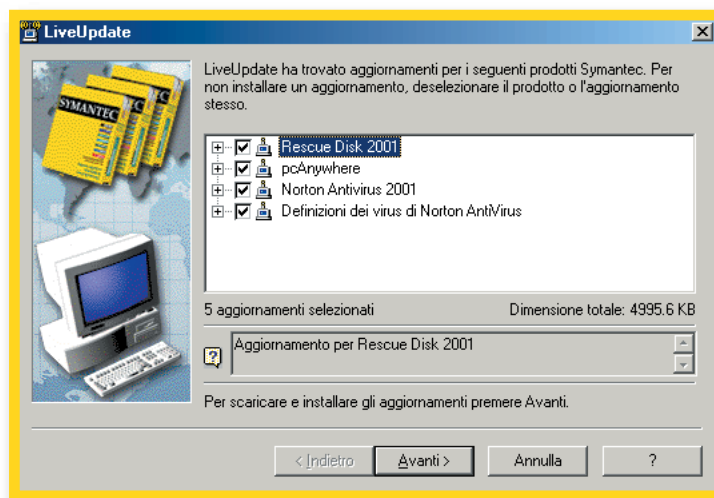 LiveUpdate
SYMANTEC
LiveUpdate ha trovato aggiornamenti per i seguenti prodotti Symantec. Per
non installare un aggiornamento, deselezionare il prodotto o l'aggiornamento
stesso.
Rescue Disk 2001
pcAnywhere
Norton Antivirus 2001
Definizioni dei virus di Norton AntiVirus
5 aggiornamenti selezionati Dimensione totale: 4995.6 KB
Aggiornamento per Rescue Disk 2001
Per scaricare e installare gli aggiornamenti premere Avanti.
< Indietro Avanti > Annulla ?